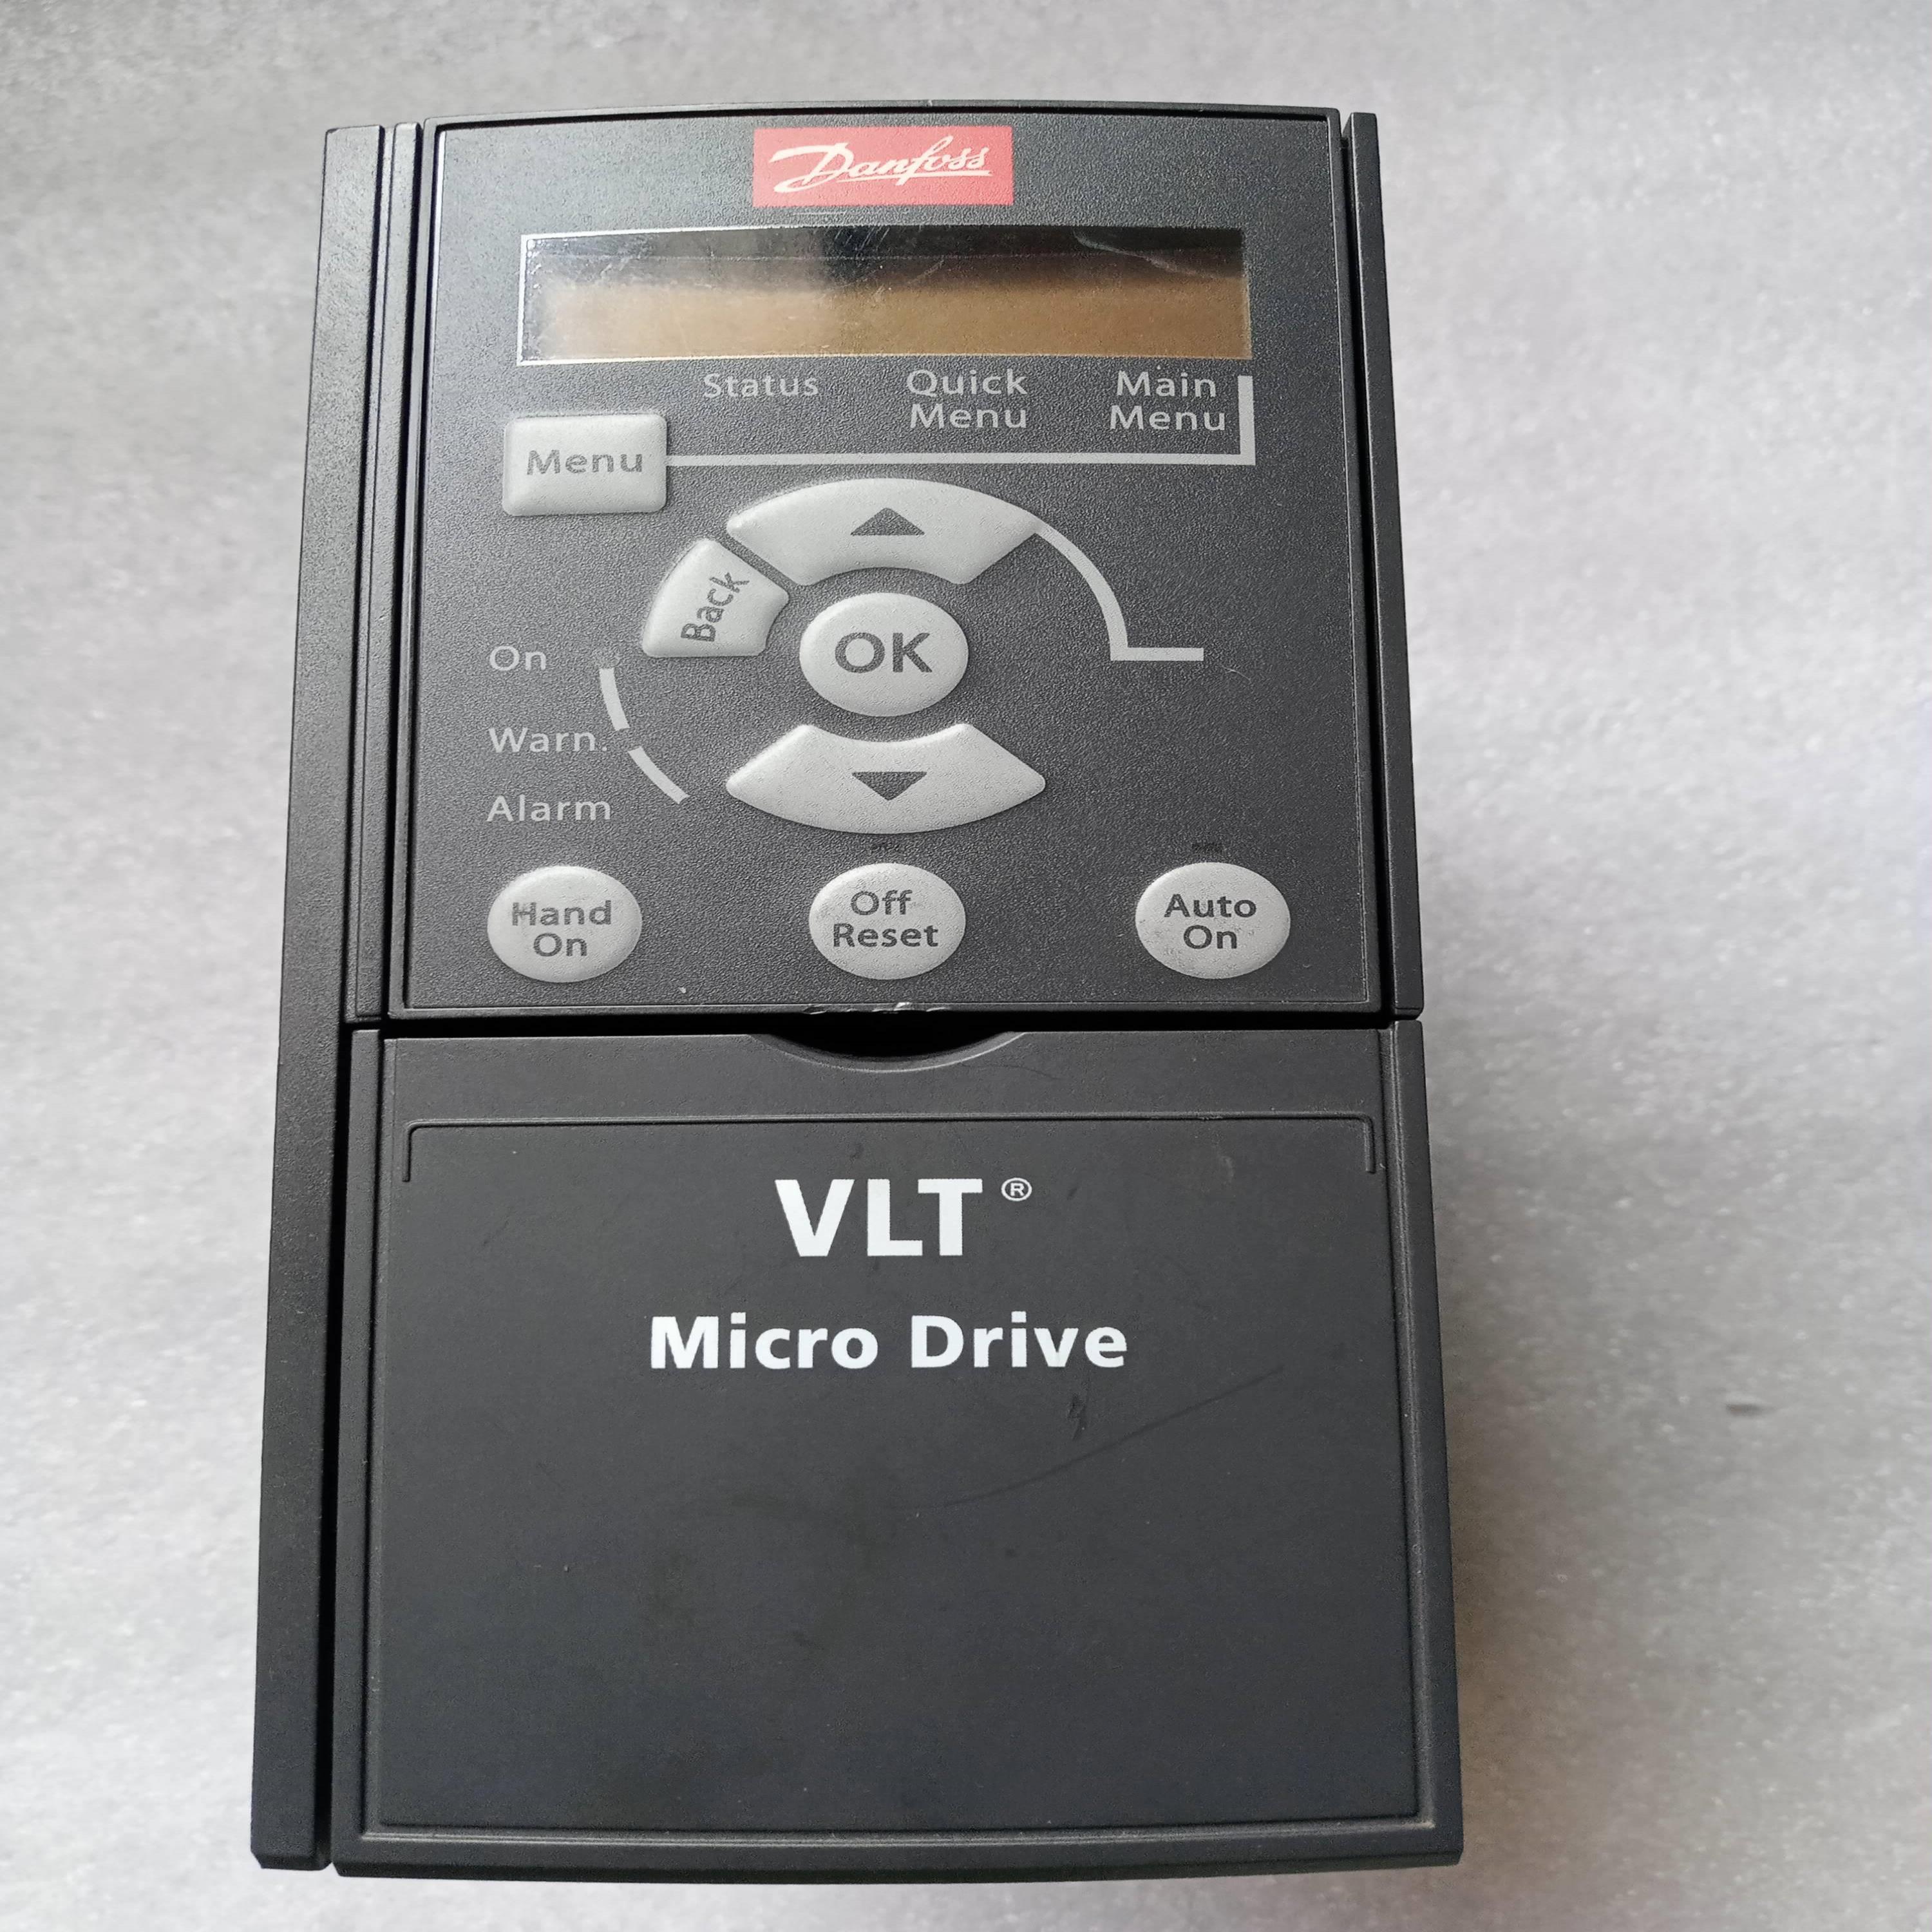 Danfoss
Status
Quick
Menu
Main
Menu
Menu
Back
OK
On
Warn.
Alarm
Hand
On
Off
Reset
Auto
On
VLT®
Micro Drive